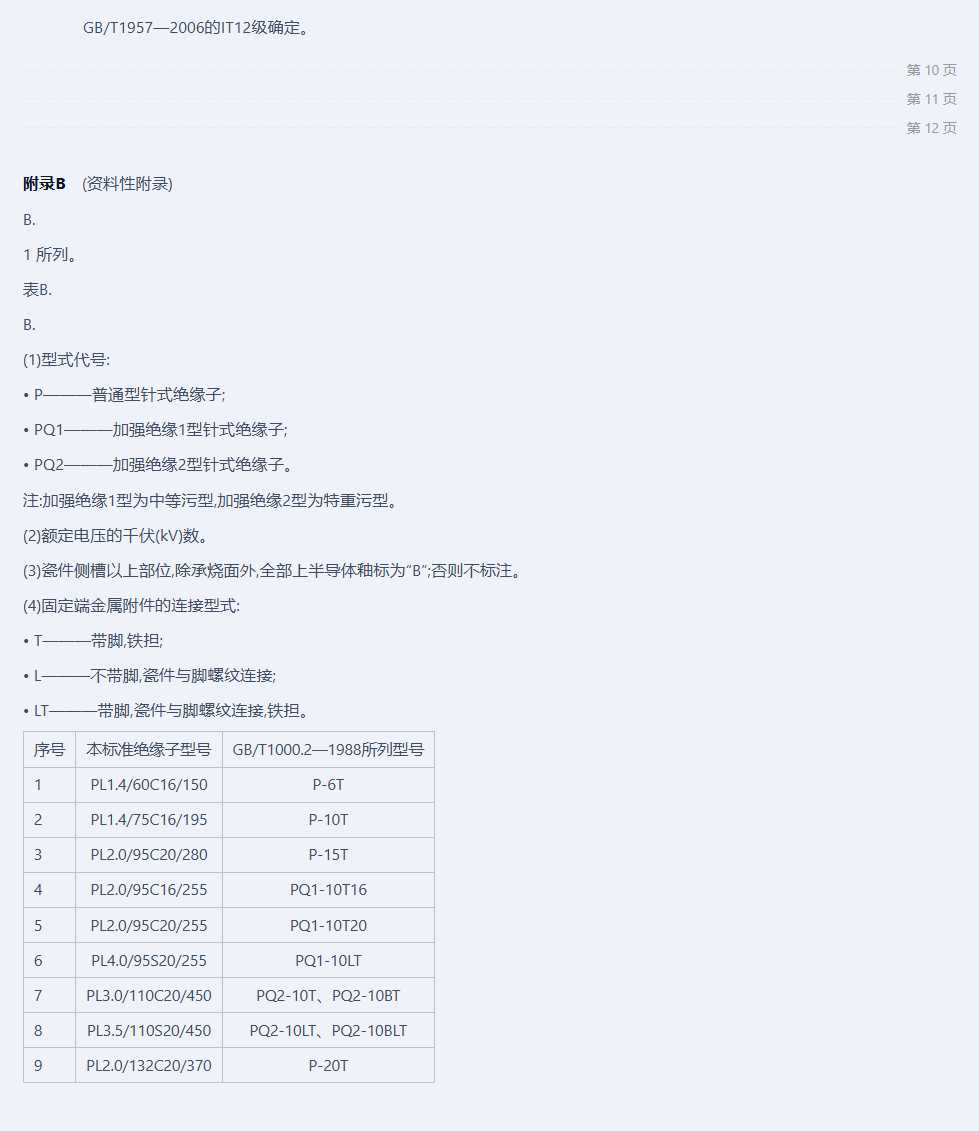 GB/T1957—2006的IT12级确定。
第 10 页
第 11 页
第 12 页
附录B (资料性附录)
B.
1 所列。
表B.
B.
(1)型式代号:
• P———普通型针式绝缘子;
• PQ1———加强绝缘1型针式绝缘子;
• PQ2———加强绝缘2型针式绝缘子。
注:加强绝缘1型为中等污型,加强绝缘2型为特重污型。
(2)额定电压的千伏(kV)数。
(3)瓷件侧槽以上部位,除承烧面外,全部上半导体釉标为“B”;否则不标注。
(4)固定端金属附件的连接型式:
• T———带脚,铁担;
• L———不带脚,瓷件与脚螺纹连接;
• LT———带脚,瓷件与脚螺纹连接,铁担。
序号 本标准绝缘子型号 GB/T1000.2—1988所列型号
1 PL1.4/60C16/150 P-6T
2 PL1.4/75C16/195 P-10T
3 PL2.0/95C20/280 P-15T
4 PL2.0/95C16/255 PQ1-10T16
5 PL2.0/95C20/255 PQ1-10T20
6 PL4.0/95S20/255 PQ1-10LT
7 PL3.0/110C20/450 PQ2-10T、PQ2-10BT
8 PL3.5/110S20/450 PQ2-10LT、PQ2-10BLT
9 PL2.0/132C20/370 P-20T